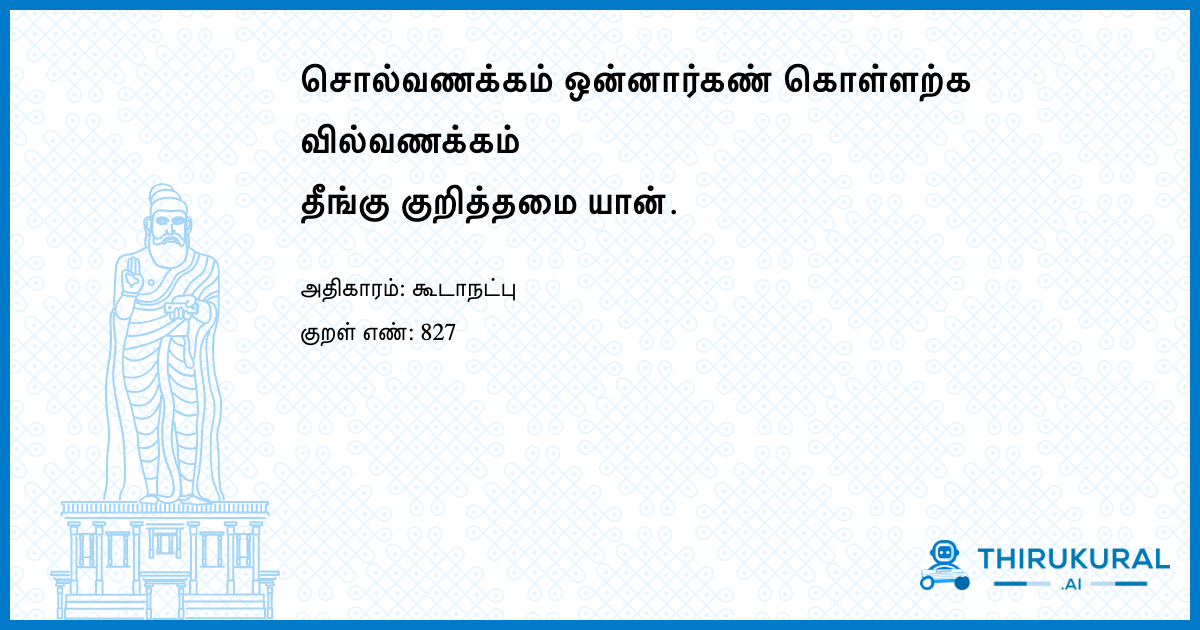 சொல்வணக்கம் ஒன்னார்கண் கொள்ளற்க
வில்வணக்கம்
தீங்கு குறித்தமை யான்.
அதிகாரம்: கூடாநட்பு
குறள் எண்: 827
THIRUKURAL
.AI